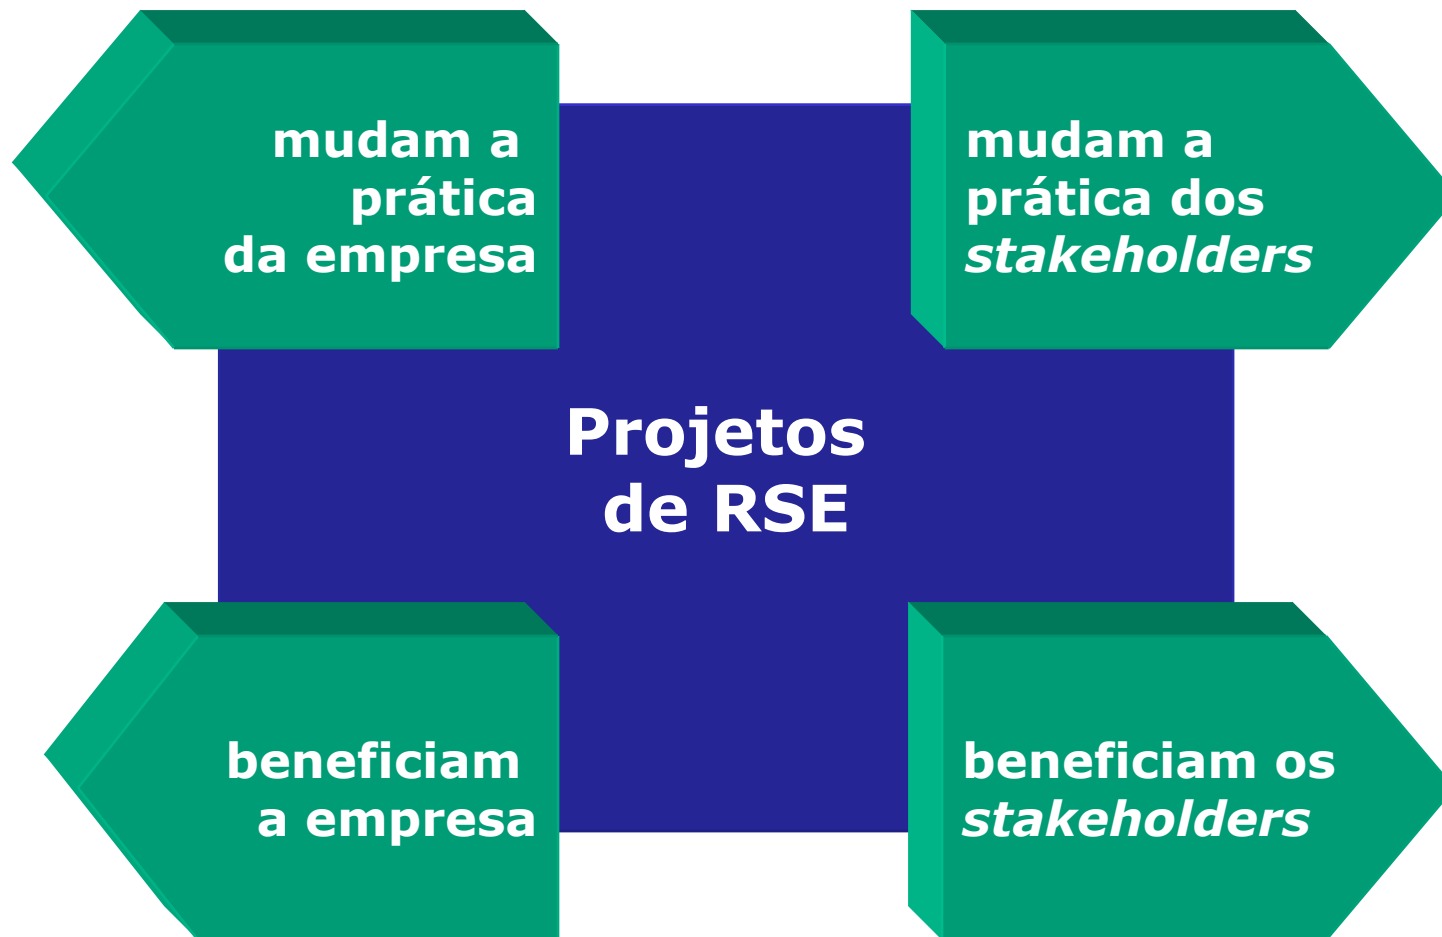 mudam a
prática
da empresa
mudam a
prática dos
stakeholders
Projetos
de RSE
beneficiam
a empresa
beneficiam os
stakeholders